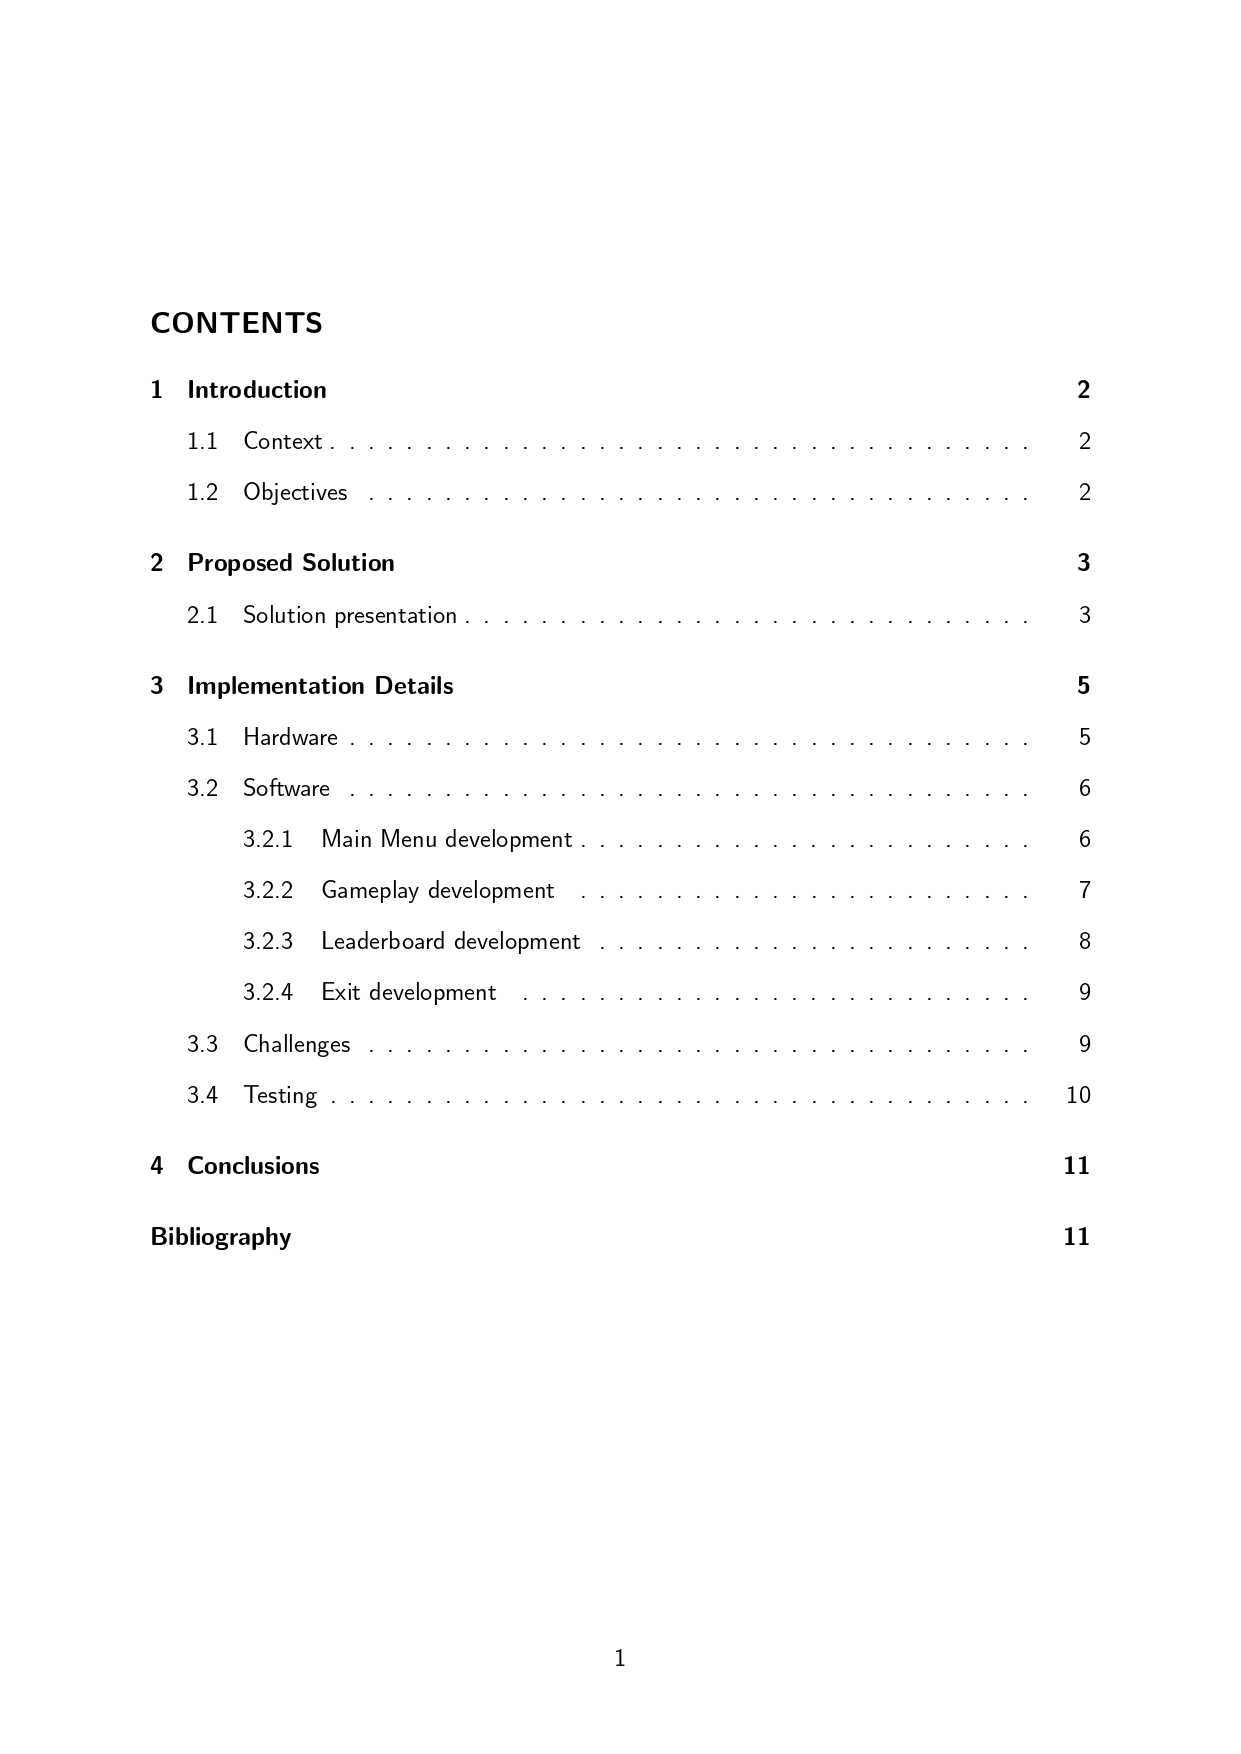 CONTENTS
1 Introduction 2
1.1 Context . . . . . . . . . . . . . . . . . . . . . . . . . . . . . . . . . . . . . 2
1.2 Objectives . . . . . . . . . . . . . . . . . . . . . . . . . . . . . . . . . . . 2
2 Proposed Solution 3
2.1 Solution presentation . . . . . . . . . . . . . . . . . . . . . . . . . . . . . . 3
3 Implementation Details 5
3.1 Hardware . . . . . . . . . . . . . . . . . . . . . . . . . . . . . . . . . . . . 5
3.2 Software . . . . . . . . . . . . . . . . . . . . . . . . . . . . . . . . . . . . 6
3.2.1 Main Menu development . . . . . . . . . . . . . . . . . . . . . . . . 6
3.2.2 Gameplay development . . . . . . . . . . . . . . . . . . . . . . . . 7
3.2.3 Leaderboard development . . . . . . . . . . . . . . . . . . . . . . . 8
3.2.4 Exit development . . . . . . . . . . . . . . . . . . . . . . . . . . . 9
3.3 Challenges . . . . . . . . . . . . . . . . . . . . . . . . . . . . . . . . . . . 9
3.4 Testing . . . . . . . . . . . . . . . . . . . . . . . . . . . . . . . . . . . . . 10
4 Conclusions 11
Bibliography 11
1